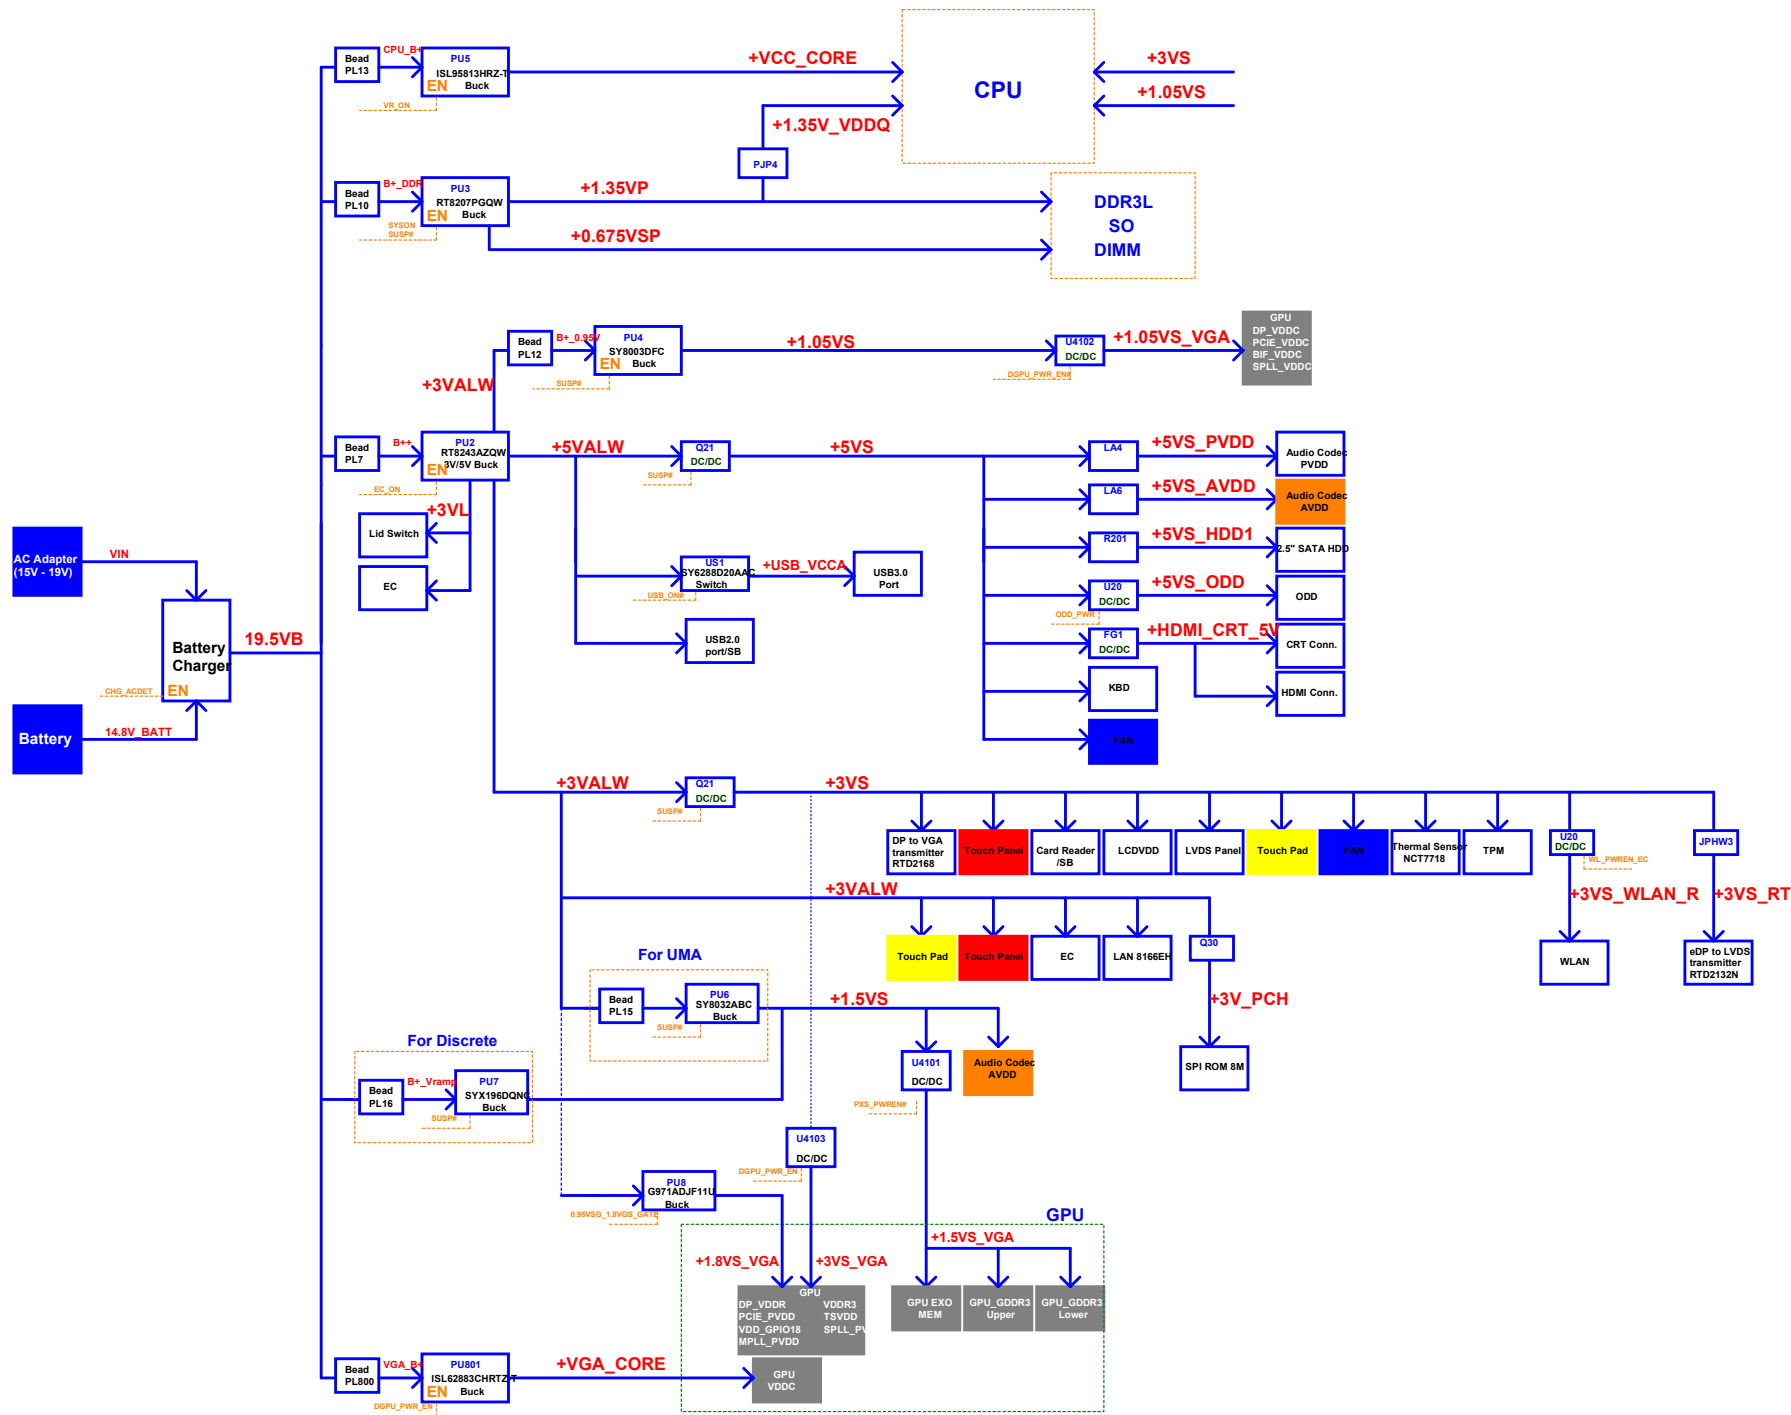 CPU_B+
Bead
PL13
PU5
ISL95813HRZ-T
EN
Buck
VR_ON
+VCC_CORE
CPU
+3VS
+1.05VS
+1.35V_VDDQ
PJP4
B+_DDR
Bead
PL10
PU3
RT8207PGQW
EN
Buck
SYSON
SUSP#
+1.35VP
+0.675VSP
DDR3L
SO
DIMM
Bead
PL12
B+_0.95V
PU4
SY8003DFC
EN
Buck
SUSP#
+1.05VS
U4102
DC/DC
DGPU_PWR_EN#
+1.05VS_VGA
GPU
DP_VDDC
PCIE_VDDC
BIF_VDDC
SPLL_VDDC
+3VALW
Bead
PL7
B++
PU2
RT8243AZQW
3V/5V Buck
EN
EC_ON
+5VALW
Q21
DC/DC
SUSP#
+5VS
LA4
+5VS_PVDD
Audio Codec
PVDD
LA6
+5VS_AVDD
Audio Codec
AVDD
R201
+5VS_HDD1
2.5" SATA HDD
U20
DC/DC
ODD_PWR
+5VS_ODD
ODD
FG1
DC/DC
+HDMI_CRT_5V
CRT Conn.
HDMI Conn.
KBD
FAN
+3VL
Lid Switch
EC
US1
SY6288D20AAC
Switch
USB_ON#
+USB_VCCA
USB3.0
Port
USB2.0
port/SB
AC Adapter
(15V - 19V)
VIN
Battery
Charger
EN
CHG_ACDET
19.5VB
Battery
14.8V_BATT
+3VALW
Q21
DC/DC
SUSP#
+3VS
DP to VGA
transmitter
RTD2168
Touch Panel
Card Reader
/SB
LCDVDD
LVDS Panel
Touch Pad
FAN
Thermal Sensor
NCT7718
TPM
U20
DC/DC
WL_PWREN_EC
JPHW3
+3VS_WLAN_R
+3VS_RT
WLAN
eDP to LVDS
transmitter
RTD2132N
+3VALW
Touch Pad
Touch Panel
EC
LAN 8166EH
Q30
+3V_PCH
SPI ROM 8M
For UMA
Bead
PL15
PU6
SY8032ABC
Buck
SUSP#
+1.5VS
U4101
DC/DC
PXS_PWREN#
Audio Codec
AVDD
For Discrete
Bead
PL16
B+_Vramp
PU7
SYX196DQNC
Buck
SUSP#
U4103
DC/DC
DGPU_PWR_EN
PU8
G971ADJF11U
Buck
0.95VSG_1.8VGS_GATE
GPU
+1.8VS_VGA
+3VS_VGA
+1.5VS_VGA
GPU
DP_VDDR VDDR3
PCIE_PVDD TSVDD
VDD_GPIO18 SPLL_PV
MPLL_PVDD
GPU EXO
MEM
GPU_GDDR3
Upper
GPU_GDDR3
Lower
Bead
PL800
VGA_B+
PU801
ISL62883CHRTZ-T
EN
Buck
DGPU_PWR_EN
+VGA_CORE
GPU
VDDC